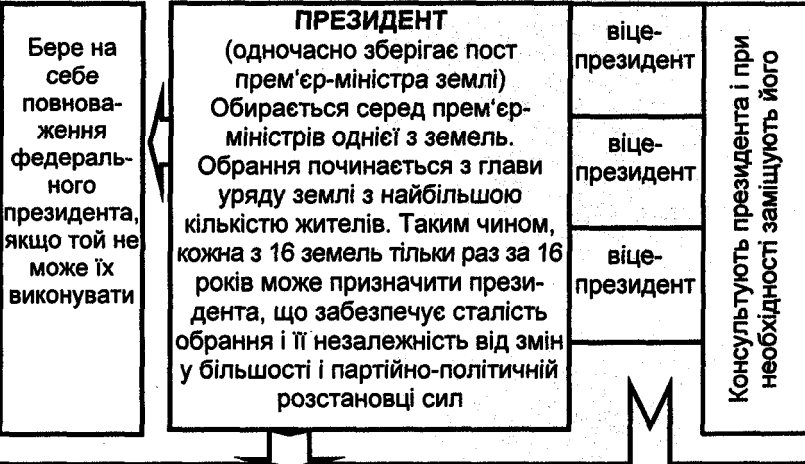 Бере на
себе
повнова-
ження
федераль-
ного
президента,
якщо той не
може їх
виконувати
ПРЕЗИДЕНТ
(одночасно зберігає пост
прем‘єр-міністра землі)
Обирається серед прем‘єр-
міністрів однієї з земель.
Обрання починається з глави
уряду землі з найбільшою
кількістю жителів. Таким чином,
кожна з 16 земель тільки раз за 16
років може призначити прези-
дента, що забезпечує сталість
обрання і її незалежність від змін
у більшості і партійно-політичній
розстановці сил
віце-
президент
віце-
президент
віце-
президент
Консультують президента і при
необхідності заміщують його